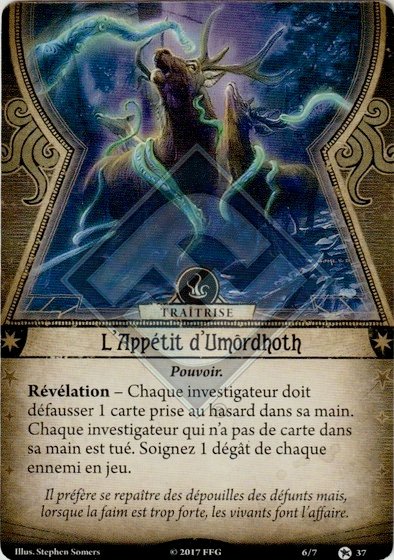 TRAÎTRISE
L'Appétit d'Umôrdhoth
Pouvoir.
Révélation – Chaque investigateur doit
défausser 1 carte prise au hasard dans sa main.
Chaque investigateur qui n'a pas de carte dans
sa main est tué. Soignez 1 dégât de chaque
ennemi en jeu.
Il préfère se repaître des dépouilles des défunts mais,
lorsque la faim est trop forte, les vivants font l'affaire.
Illus. Stephen Somers © 2017 FFG 6/7 37